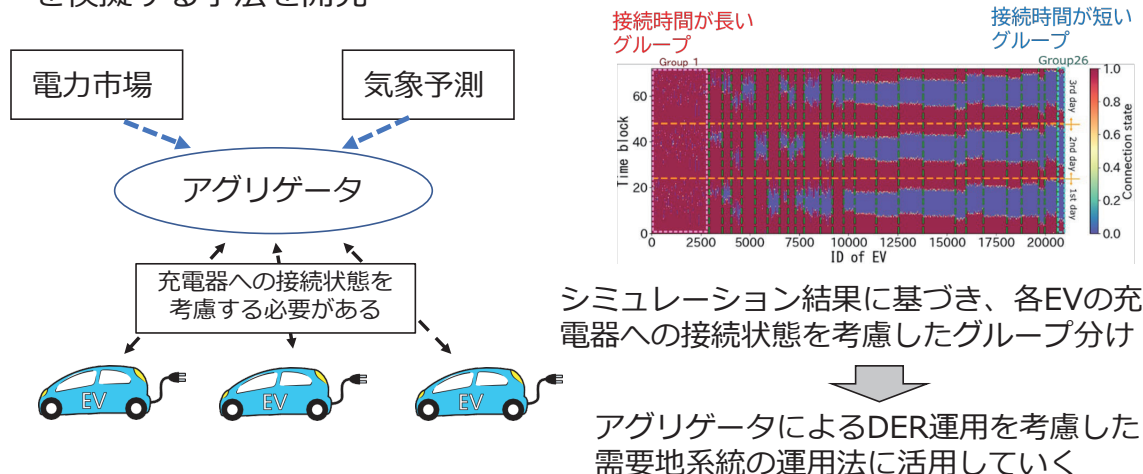 を模擬する手法を開発
電力市場
気象予測
アグリゲータ
充電器への接続状態を
考慮する必要がある
EV
EV
EV
接続時間が長い
グループ
接続時間が短い
グループ
Group 1
Group26
Time block
60
40
20
0
0 2500 5000 7500 10000 12500 15000 17500 20000
ID of EV
3rd day
2nd day
1st day
1.0
0.8
0.6
0.4
0.2
0.0
Connection state
シミュレーション結果に基づき、各EVの充
電器への接続状態を考慮したグループ分け
アグリゲータによるDER運用を考慮した
需要地系統の運用法に活用していく